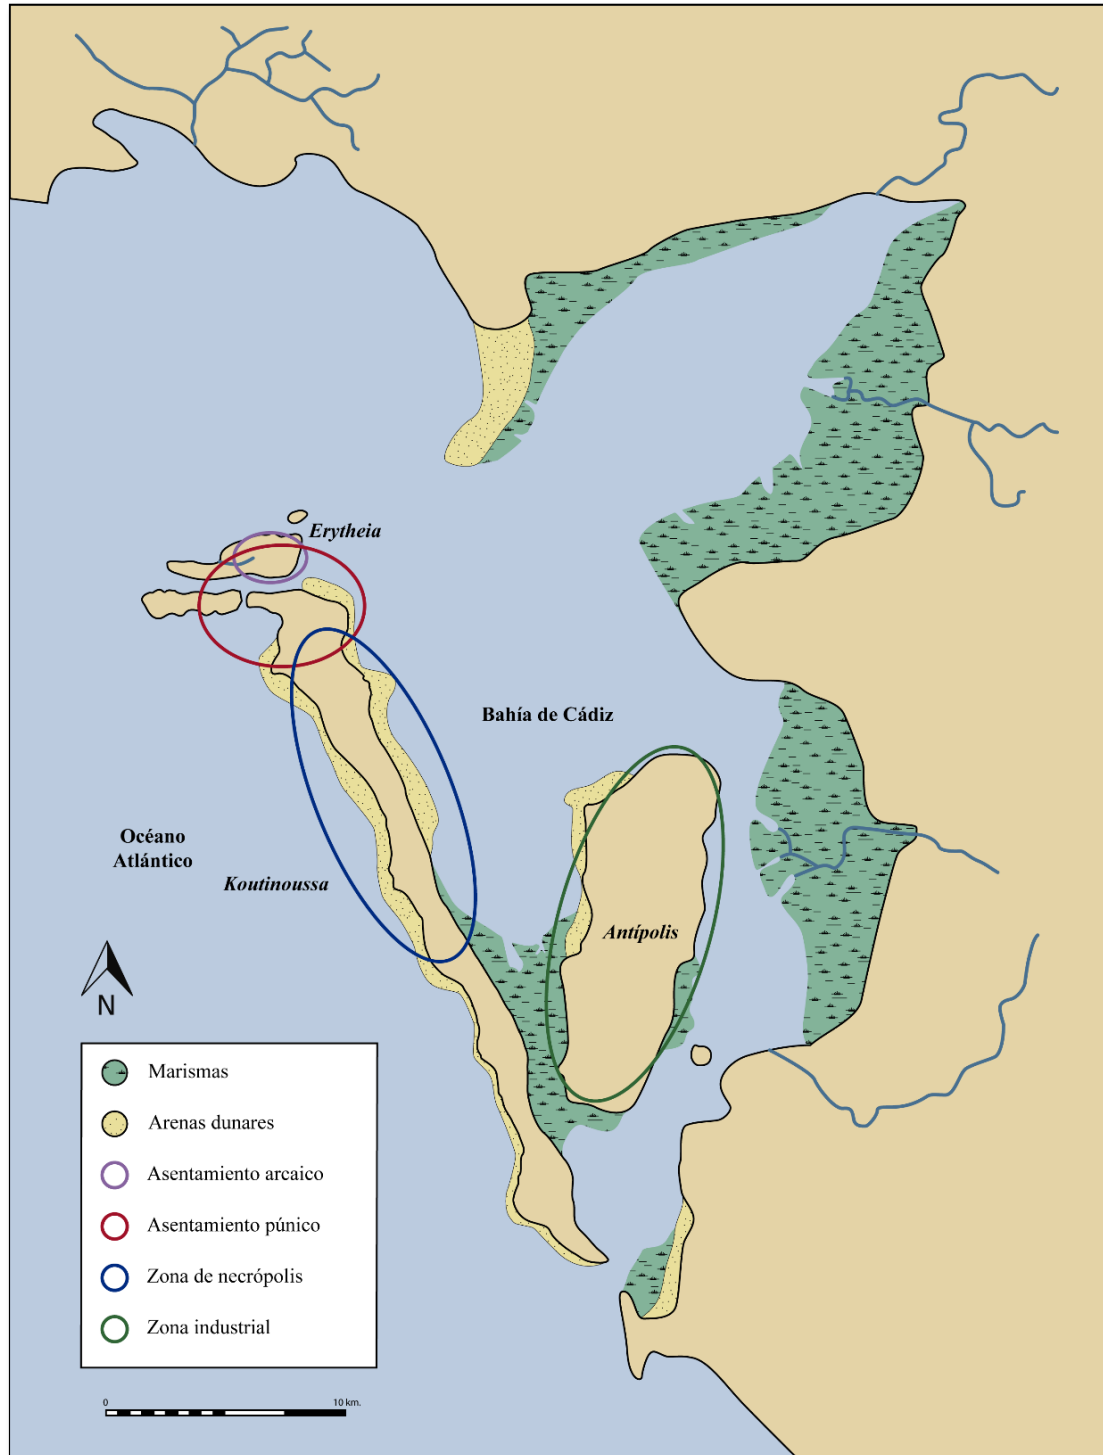 Erytheia
Bahía de Cádiz
Océano
Atlántico
Koutinoussa
Antípolis
N
Marismas
Arenas dunares
Asentamiento arcaico
Asentamiento púnico
Zona de necrópolis
Zona industrial
0 10 km.